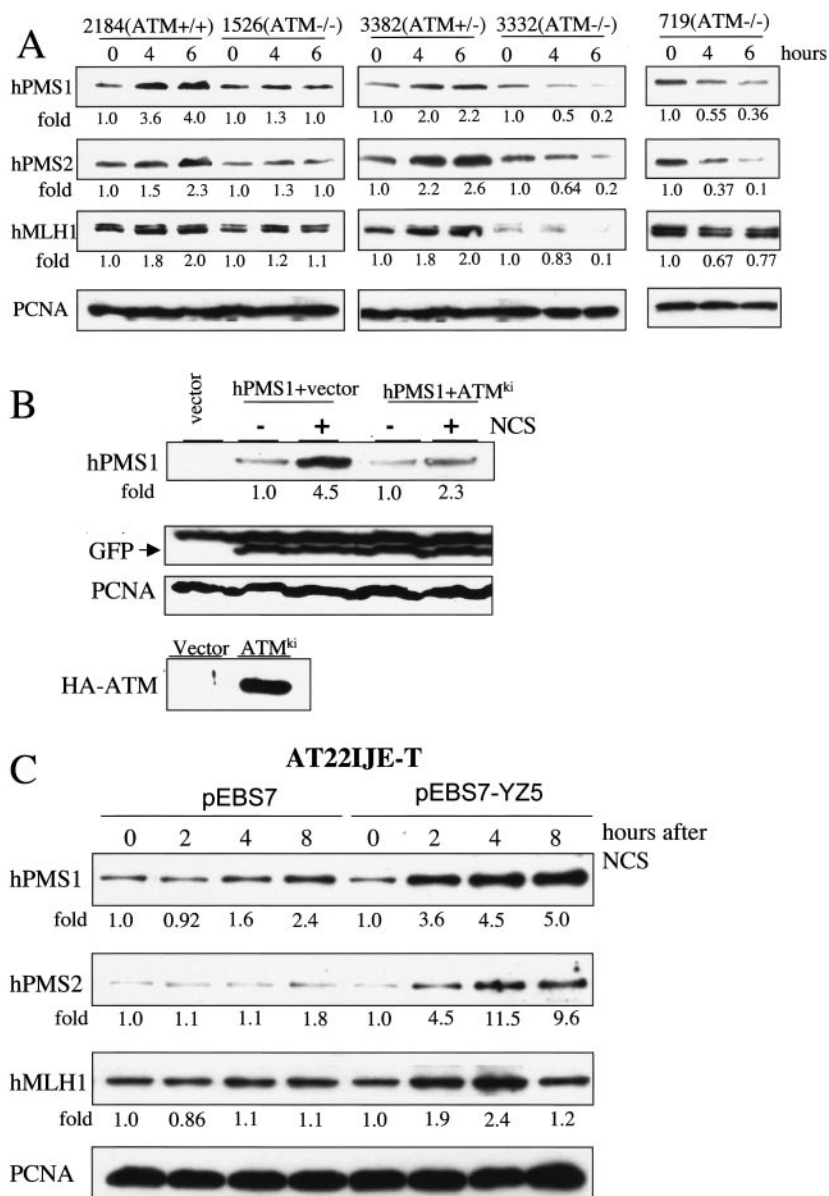 A
2184(ATM+/+) 1526(ATM-/-) 3382(ATM+/-) 3332(ATM-/-) 719(ATM-/-)
0 4 6 0 4 6 0 4 6 0 4 6 0 4 6 hours
hPMS1
fold 1.0 3.6 4.0 1.0 1.3 1.0 1.0 2.0 2.2 1.0 0.5 0.2 1.0 0.55 0.36
hPMS2
fold 1.0 1.5 2.3 1.0 1.3 1.0 1.0 2.2 2.6 1.0 0.64 0.2 1.0 0.37 0.1
hMLH1
fold 1.0 1.8 2.0 1.0 1.2 1.1 1.0 1.8 2.0 1.0 0.83 0.1 1.0 0.67 0.77
PCNA
B
vector hPMS1+vector hPMS1+ATMki
- + - + NCS
hPMS1
fold 1.0 4.5 1.0 2.3
GFP
PCNA
Vector ATMki
HA-ATM
C
AT22IJE-T
pEBS7 pEBS7-YZ5
0 2 4 8 0 2 4 8 hours after
NCS
hPMS1
fold 1.0 0.92 1.6 2.4 1.0 3.6 4.5 5.0
hPMS2
fold 1.0 1.1 1.1 1.8 1.0 4.5 11.5 9.6
hMLH1
fold 1.0 0.86 1.1 1.1 1.0 1.9 2.4 1.2
PCNA